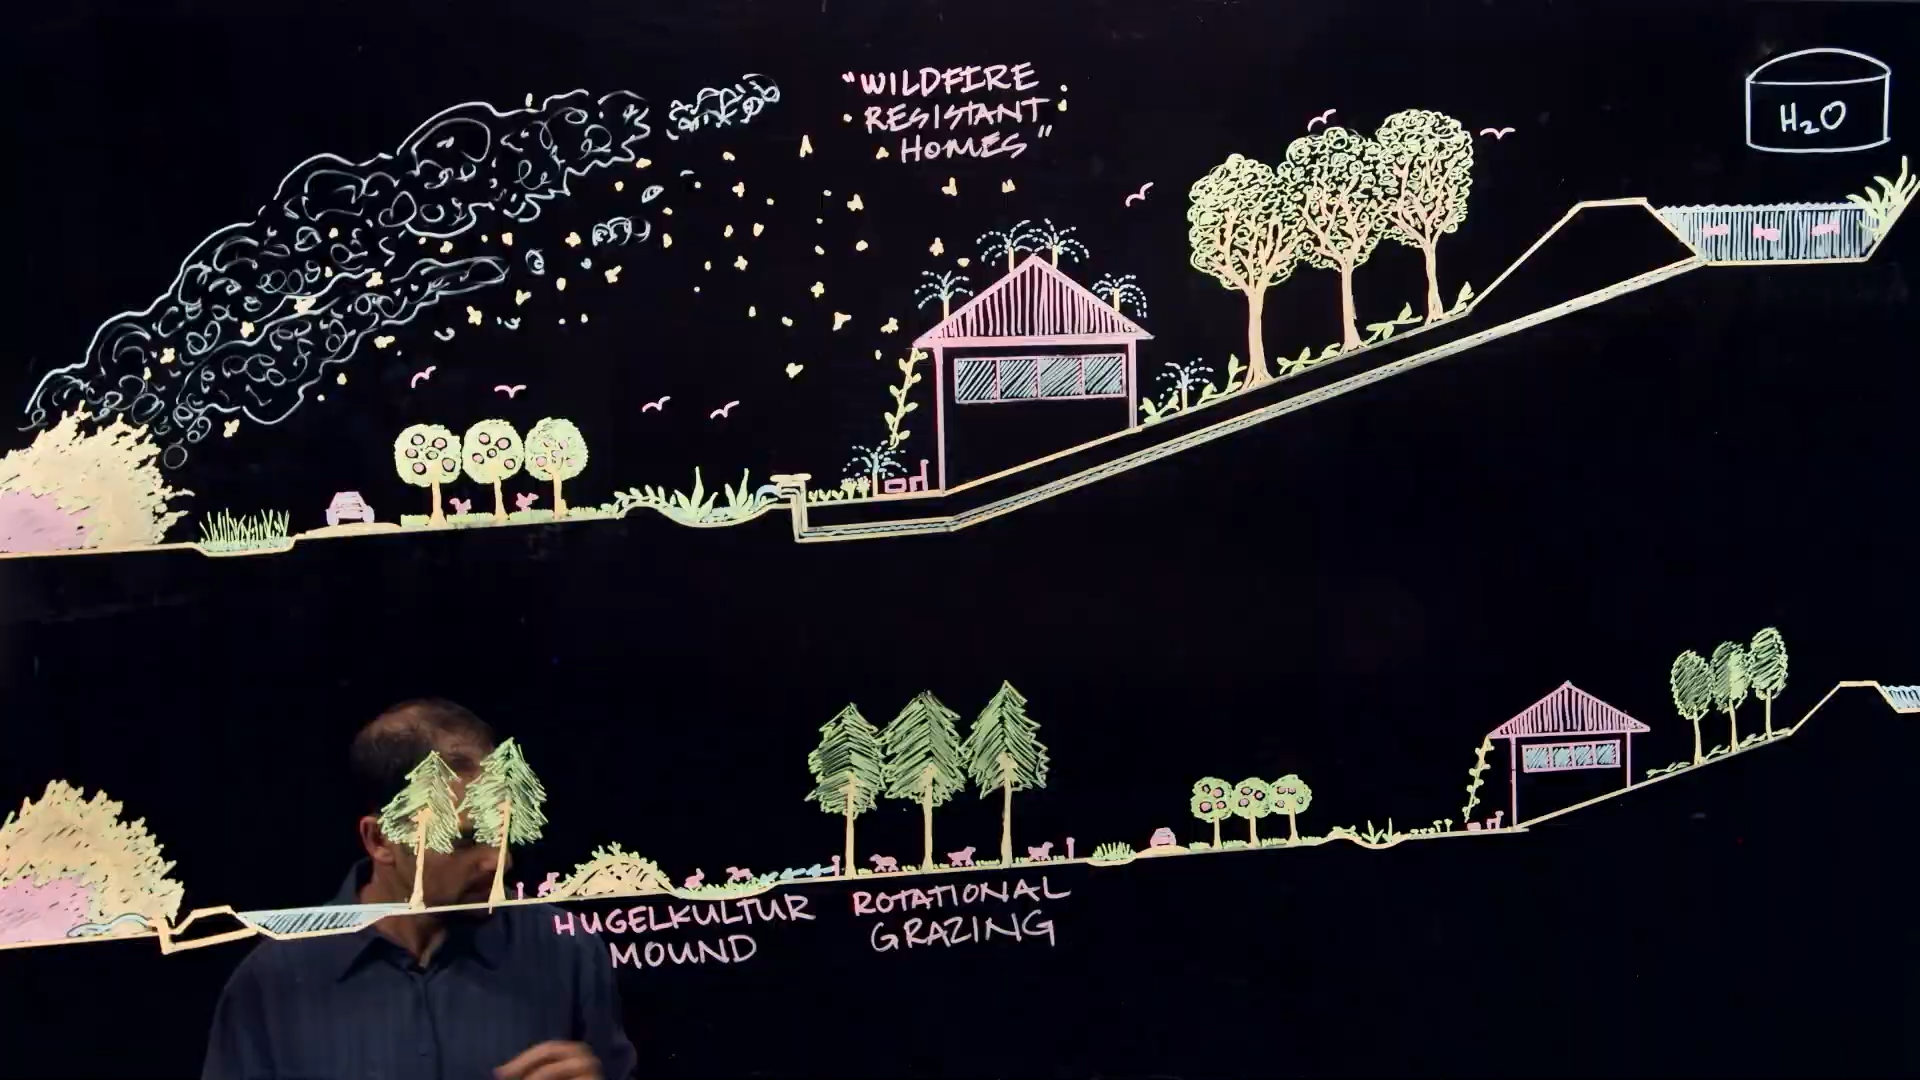 "WILDFIRE
RESISTANT
HOMES"
H₂O
HUGELKULTUR
MOUND
ROTATIONAL
GRAZING